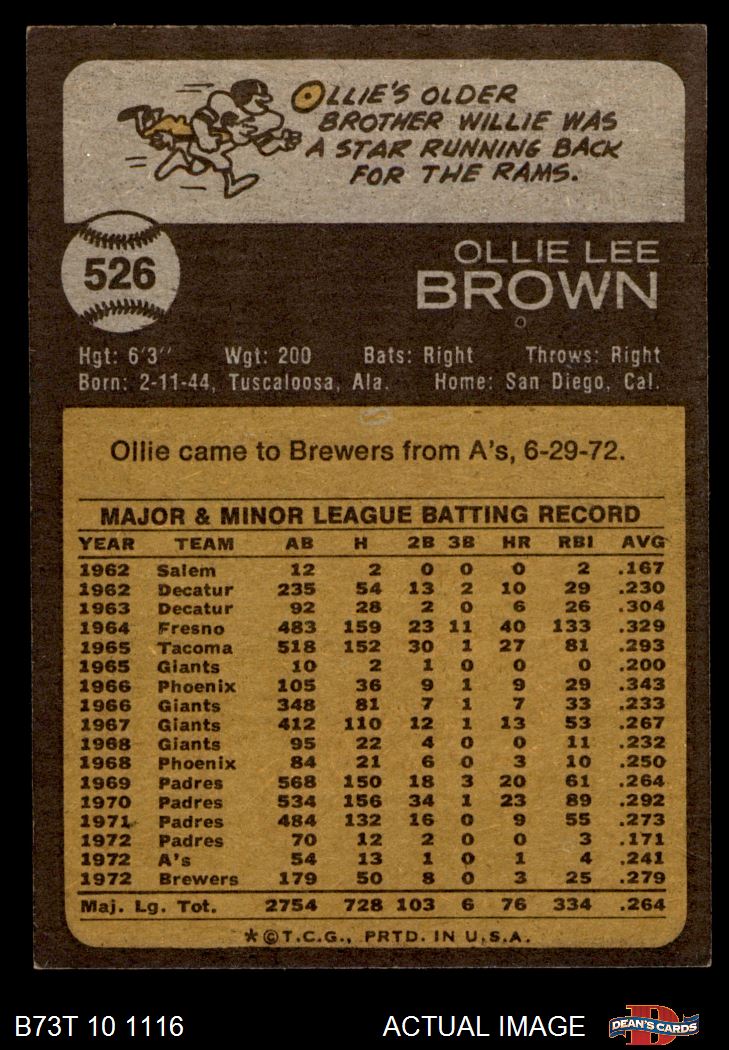 OLLIE'S OLDER
BROTHER WILLIE WAS
A STAR RUNNING BACK
FOR THE RAMS.
526
OLLIE LEE
BROWN
Hgt: 6'3" Wgt: 200 Bats: Right Throws: Right
Born: 2-11-44, Tuscaloosa, Ala. Home: San Diego, Cal.
Ollie came to Brewers from A's, 6-29-72.
MAJOR & MINOR LEAGUE BATTING RECORD
YEAR TEAM AB H 2B 3B HR RBI AVG
1962 Salem 12 2 0 0 0 2 .167
1962 Decatur 235 54 13 2 10 29 .230
1963 Decatur 92 28 2 0 6 26 .304
1964 Fresno 483 159 23 11 40 133 .329
1965 Tacoma 518 152 30 1 27 81 .293
1965 Giants 10 2 1 0 0 0 .200
1966 Phoenix 105 36 9 1 9 29 .343
1966 Giants 348 81 7 1 7 33 .233
1967 Giants 412 110 12 1 13 53 .267
1968 Giants 95 22 4 0 0 11 .232
1968 Phoenix 84 21 6 0 3 10 .250
1969 Padres 568 150 18 3 20 61 .264
1970 Padres 534 156 34 1 23 89 .292
1971 Padres 484 132 16 0 9 55 .273
1972 Padres 70 12 2 0 0 3 .171
1972 A's 54 13 1 0 1 4 .241
1972 Brewers 179 50 8 0 3 25 .279
Maj. Lg. Tot. 2754 728 103 6 76 334 .264
*©T.C.G., PRTD. IN U.S.A.
B73T 10 1116 ACTUAL IMAGE DEAN'S CARDS